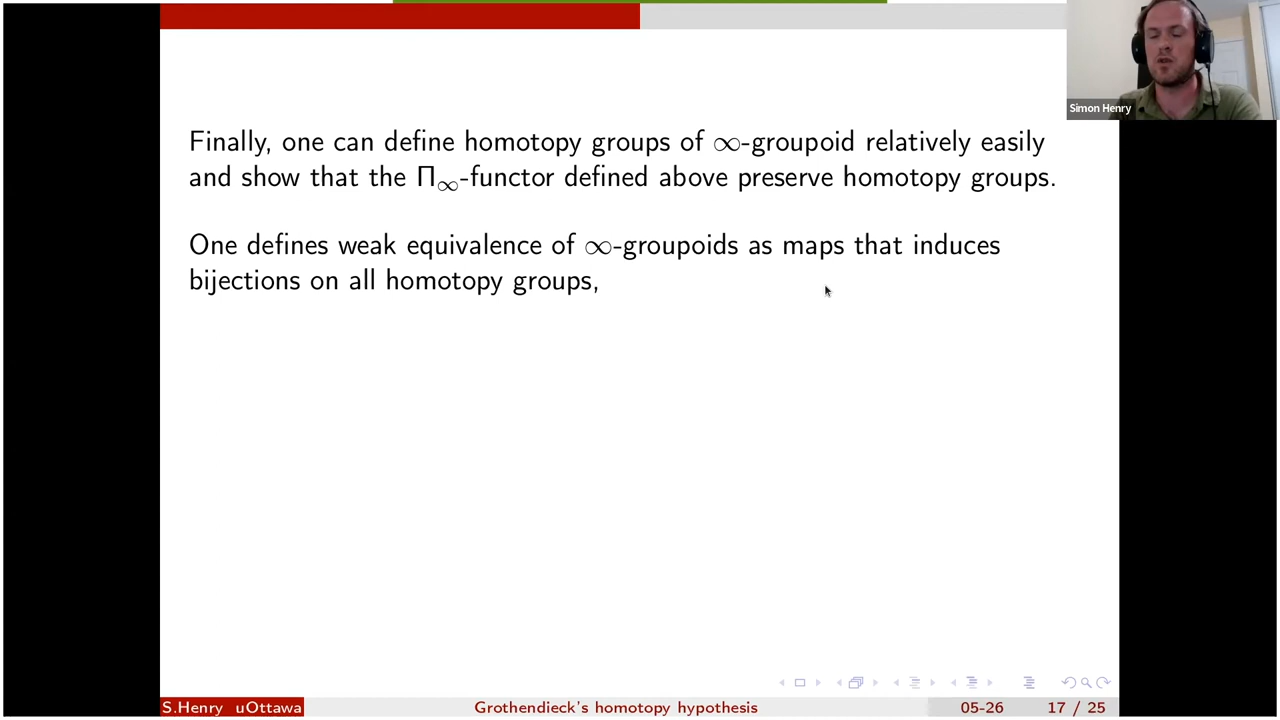 Simon Henry
Finally, one can define homotopy groups of ∞-groupoid relatively easily
and show that the Π∞-functor defined above preserve homotopy groups.
One defines weak equivalence of ∞-groupoids as maps that induces
bijections on all homotopy groups,
S.Henry uOttawa Grothendieck's homotopy hypothesis 05-26 17 / 25